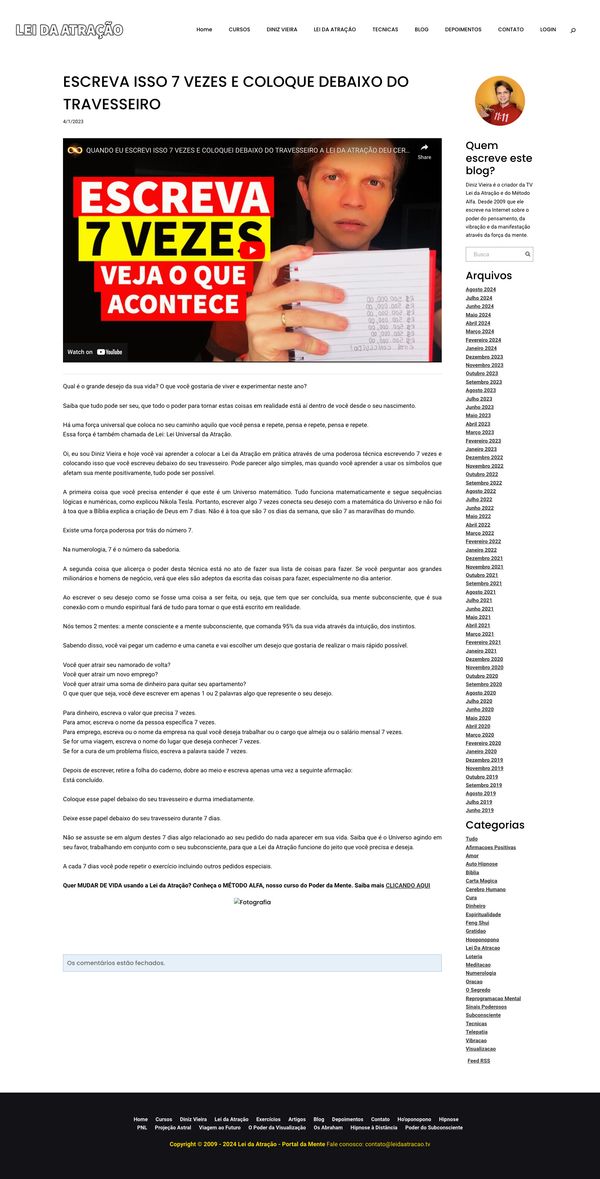 LEI DA ATRAÇÃO
Home CURSOS DINIZ VIEIRA LEI DA ATRAÇÃO TECNICAS BLOG DEPOIMENTOS CONTATO LOGIN
ESCREVA ISSO 7 VEZES E COLOQUE DEBAIXO DO
TRAVESSEIRO
4/1/2023
QUANDO EU ESCREVI ISSO 7 VEZES E COLOQUEI DEBAIXO DO TRAVESSEIRO A LEI DA ATRAÇÃO DEU CER...
Share
ESCREVA
7 VEZES
VEJA O QUE
ACONTECE
Watch on YouTube
Qual é o grande desejo da sua vida? O que você gostaria de viver e experimentar neste ano?
Saiba que tudo pode ser seu, que todo o poder para tornar estas coisas em realidade está aí dentro de você desde o seu nascimento.
Há uma força universal que coloca no seu caminho aquilo que você pensa e repete, pensa e repete, pensa e repete.
Essa força é também chamada de Lei: Lei Universal da Atração.
Oi, eu sou Diniz Vieira e hoje você vai aprender a colocar a Lei da Atração em prática através de uma poderosa técnica escrevendo 7 vezes e
colocando isso que você escreveu debaixo do seu travesseiro. Pode parecer algo simples, mas quando você aprender a usar os símbolos que
afetam sua mente positivamente, tudo pode ser possível.
A primeira coisa que você precisa entender é que este é um Universo matemático. Tudo funciona matematicamente e segue sequências
lógicas e numéricas, como explicou Nikola Tesla. Portanto, escrever algo 7 vezes conecta seu desejo com a matemática do Universo e não foi
à toa que a Bíblia explica a criação de Deus em 7 dias. Não é à toa que são 7 os dias da semana, que são 7 as maravilhas do mundo.
Existe uma força poderosa por trás do número 7.
Na numerologia, 7 é o número da sabedoria.
A segunda coisa que alicerça o poder desta técnica está no ato de fazer sua lista de coisas para fazer. Se você perguntar aos grandes
milionários e homens de negócio, verá que eles são adeptos da escrita das coisas para fazer, especialmente no dia anterior.
Ao escrever o seu desejo como se fosse uma coisa a ser feita, ou seja, que tem que ser concluída, sua mente subconsciente, que é sua
conexão com o mundo espiritual fará de tudo para tornar o que está escrito em realidade.
Nós temos 2 mentes: a mente consciente e a mente subconsciente, que comanda 95% da sua vida através da intuição, dos instintos.
Sabendo disso, você vai pegar um caderno e uma caneta e vai escolher um desejo que gostaria de realizar o mais rápido possível.
Você quer atrair seu namorado de volta?
Você quer atrair um novo emprego?
Você quer atrair uma soma de dinheiro para quitar seu apartamento?
O que quer que seja, você deve escrever em apenas 1 ou 2 palavras algo que represente o seu desejo.
Para dinheiro, escreva o valor que precisa 7 vezes.
Para amor, escreva o nome da pessoa específica 7 vezes.
Para emprego, escreva ou o nome da empresa na qual você deseja trabalhar ou o cargo que almeja ou o salário mensal 7 vezes.
Se for uma viagem, escreva o nome do lugar que deseja conhecer 7 vezes.
Se for a cura de um problema físico, escreva a palavra saúde 7 vezes.
Depois de escrever, retire a folha do caderno, dobre ao meio e escreva apenas uma vez a seguinte afirmação:
Está concluído.
Coloque esse papel debaixo do seu travesseiro e durma imediatamente.
Deixe esse papel debaixo do seu travesseiro durante 7 dias.
Não se assuste se em algum destes 7 dias algo relacionado ao seu pedido do nada aparecer em sua vida. Saiba que é o Universo agindo em
seu favor, trabalhando em conjunto com o seu subconsciente, para que a Lei da Atração funcione do jeito que você precisa e deseja.
A cada 7 dias você pode repetir o exercício incluindo outros pedidos especiais.
Quer MUDAR DE VIDA usando a Lei da Atração? Conheça o MÉTODO ALFA, nosso curso do Poder da Mente. Saiba mais CLICANDO AQUI
Fotografia
Os comentários estão fechados.
11:11
Quem
escreve este
blog?
Diniz Vieira é o criador da TV
Lei da Atração e do Método
Alfa. Desde 2009 que ele
escreve na Internet sobre o
poder do pensamento, da
vibração e da manifestação
através da força da mente.
Busca
Arquivos
Agosto 2024
Julho 2024
Junho 2024
Maio 2024
Abril 2024
Março 2024
Fevereiro 2024
Janeiro 2024
Dezembro 2023
Novembro 2023
Outubro 2023
Setembro 2023
Agosto 2023
Julho 2023
Junho 2023
Maio 2023
Abril 2023
Março 2023
Fevereiro 2023
Janeiro 2023
Dezembro 2022
Novembro 2022
Outubro 2022
Setembro 2022
Agosto 2022
Julho 2022
Junho 2022
Maio 2022
Abril 2022
Março 2022
Fevereiro 2022
Janeiro 2022
Dezembro 2021
Novembro 2021
Outubro 2021
Setembro 2021
Agosto 2021
Julho 2021
Junho 2021
Maio 2021
Abril 2021
Março 2021
Fevereiro 2021
Janeiro 2021
Dezembro 2020
Novembro 2020
Outubro 2020
Setembro 2020
Agosto 2020
Julho 2020
Junho 2020
Maio 2020
Abril 2020
Março 2020
Fevereiro 2020
Janeiro 2020
Dezembro 2019
Novembro 2019
Outubro 2019
Setembro 2019
Agosto 2019
Julho 2019
Junho 2019
Categorias
Tudo
Afirmacoes Positivas
Amor
Auto Hipnose
Biblia
Carta Magica
Cerebro Humano
Cura
Dinheiro
Espiritualidade
Feng Shui
Gratidao
Hooponopono
Lei Da Atracao
Loteria
Meditacao
Numerologia
Oracao
O Segredo
Reprogramacao Mental
Sinais Poderosos
Subconsciente
Tecnicas
Telepatia
Vibracao
Visualizacao
Feed RSS
Home Cursos Diniz Vieira Lei da Atração Exercícios Artigos Blog Depoimentos Contato Ho'oponopono Hipnose
PNL Projeção Astral Viagem ao Futuro O Poder da Visualização Os Abraham Hipnose à Distância Poder do Subconsciente
Copyright © 2009 - 2024 Lei da Atração - Portal da Mente Fale conosco: contato@leidaatracao.tv